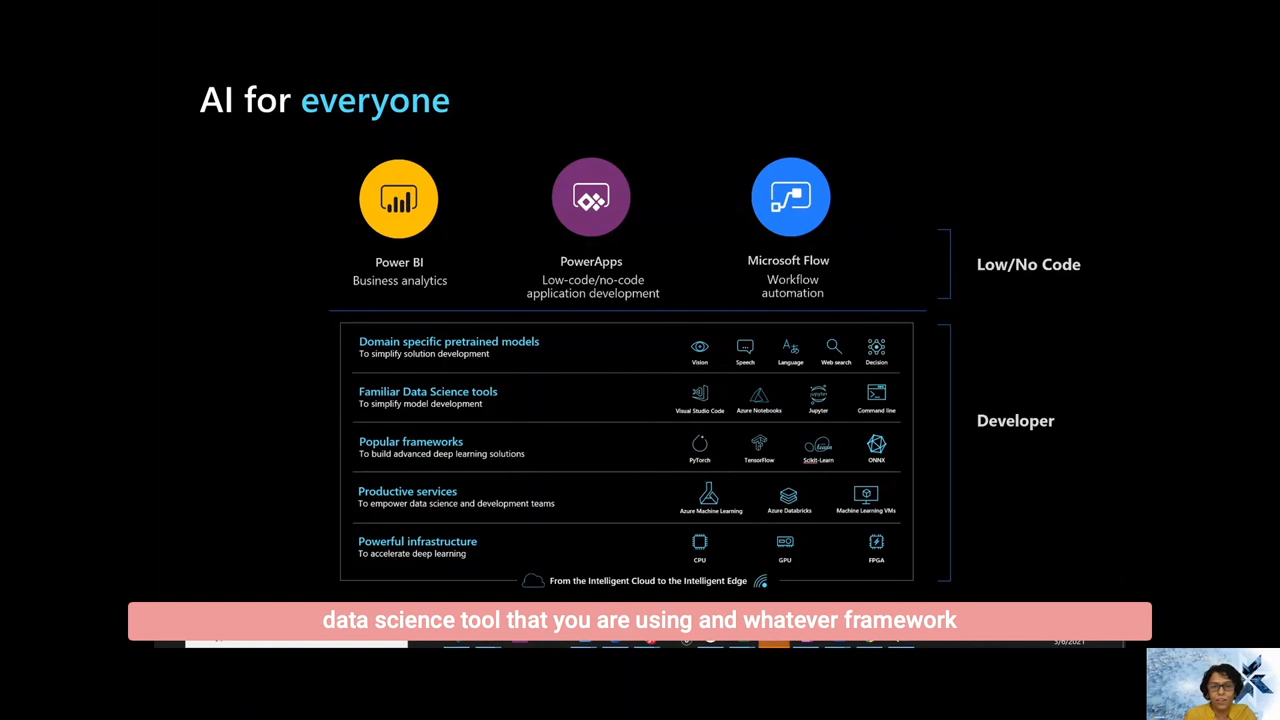 AI for everyone
Power BI
Business analytics
PowerApps
Low-code/no-code
application development
Microsoft Flow
Workflow
automation
Low/No Code
Domain specific pretrained models
To simplify solution development
Vision
Speech
Language
Web search
Decision
Familiar Data Science tools
To simplify model development
Visual Studio Code
Azure Notebooks
Jupyter
Command line
Developer
Popular frameworks
To build advanced deep learning solutions
PyTorch
TensorFlow
Scikit-Learn
ONNX
Productive services
To empower data science and development teams
Azure Machine Learning
Azure Databricks
Machine Learning VMs
Powerful infrastructure
To accelerate deep learning
CPU
GPU
FPGA
From the Intelligent Cloud to the Intelligent Edge
data science tool that you are using and whatever framework
3/6/2021